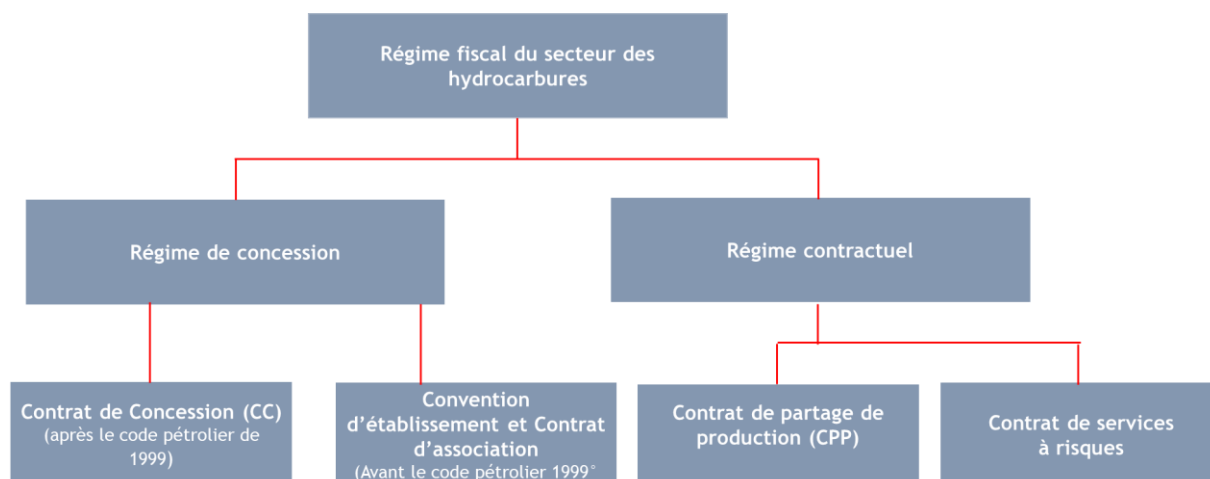 Régime fiscal du secteur des
hydrocarbures
Régime de concession
Régime contractuel
Contrat de Concession (CC)
(après le code pétrolier de
1999)
Convention
d'établissement et Contrat
d'association
(Avant le code pétrolier 1999°
Contrat de partage de
production (CPP)
Contrat de services
à risques